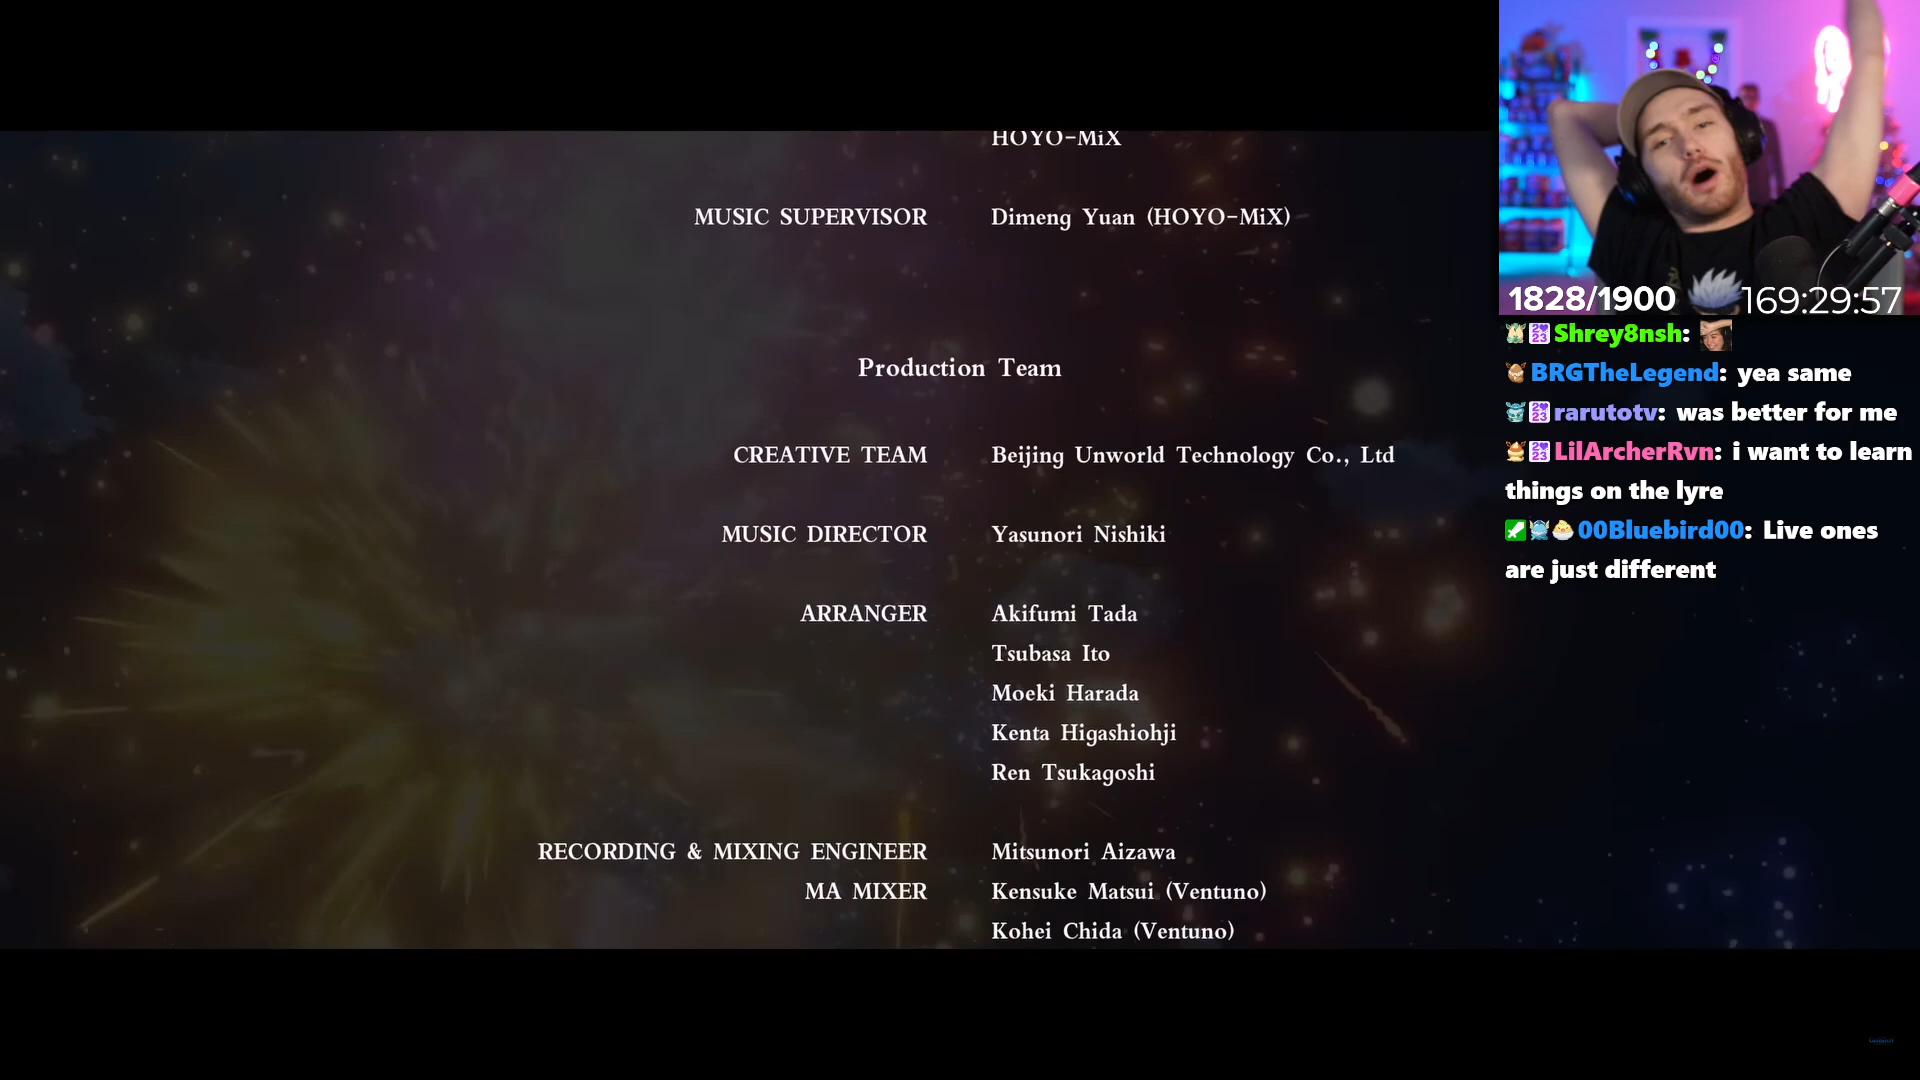 HOYO-MiX
MUSIC SUPERVISOR Dimeng Yuan (HOYO-MiX)
Production Team
CREATIVE TEAM Beijing Unworld Technology Co., Ltd
MUSIC DIRECTOR Yasunori Nishiki
ARRANGER Akifumi Tada
Tsubasa Ito
Moeki Harada
Kenta Higashiohji
Ren Tsukagoshi
RECORDING & MIXING ENGINEER Mitsunori Aizawa
MA MIXER Kensuke Matsui (Ventuno)
Kohei Chida (Ventuno)
1828/1900 169:29:57
Shrey8nsh:
BRGTheLegend: yea same
rarutotv: was better for me
LilArcherRvn: i want to learn
things on the lyre
00Bluebird00: Live ones
are just different